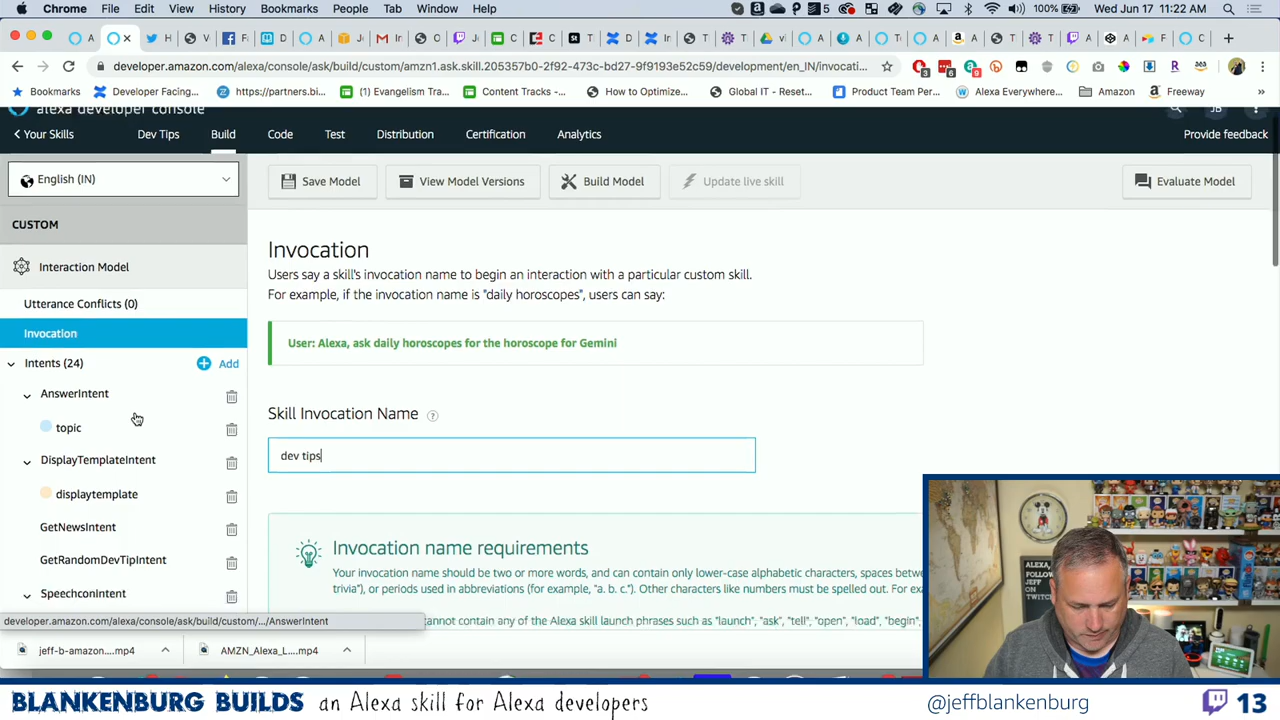 Chrome File Edit View History Bookmarks People Tab Window Help 5 100% Wed Jun 17 11:22 AM
developer.amazon.com/alexa/console/ask/build/custom/amzn1.ask.skill.205357b0-2f92-473c-bd27-9f9193e52c59/development/en_IN/invocati...
Bookmarks Developer Facing... https://partners.bi... (1) Evangelism Tra... Content Tracks -... How to Optimize... Global IT - Reset... Product Team Per... Alexa Everywhere... Amazon Freeway »
alexa developer console
Your Skills Dev Tips Build Code Test Distribution Certification Analytics Provide feedback
English (IN) Save Model View Model Versions Build Model Update live skill Evaluate Model
CUSTOM
Interaction Model
Utterance Conflicts (0)
Invocation
Intents (24) Add
AnswerIntent
topic
DisplayTemplateIntent
displaytemplate
GetNewsIntent
GetRandomDevTipIntent
SpeechconIntent
Invocation
Users say a skill's invocation name to begin an interaction with a particular custom skill.
For example, if the invocation name is "daily horoscopes", users can say:
User: Alexa, ask daily horoscopes for the horoscope for Gemini
Skill Invocation Name ?
dev tips
Invocation name requirements
Your invocation name should be two or more words, and can contain only lower-case alphabetic characters, spaces betwe
trivia"), or periods used in abbreviations (for example, "a. b. c."). Other characters like numbers must be spelled out. For exa
cannot contain any of the Alexa skill launch phrases such as "launch", "ask", "tell", "open", "load", "begin",
developer.amazon.com/alexa/console/ask/build/custom/.../AnswerIntent
jeff-b-amazon....mp4 AMZN_Alexa_L....mp4
ALEXA,
FOLLOW
BLANKENBURG BUILDS an Alexa skill for Alexa developers @jeffblankenburg 13